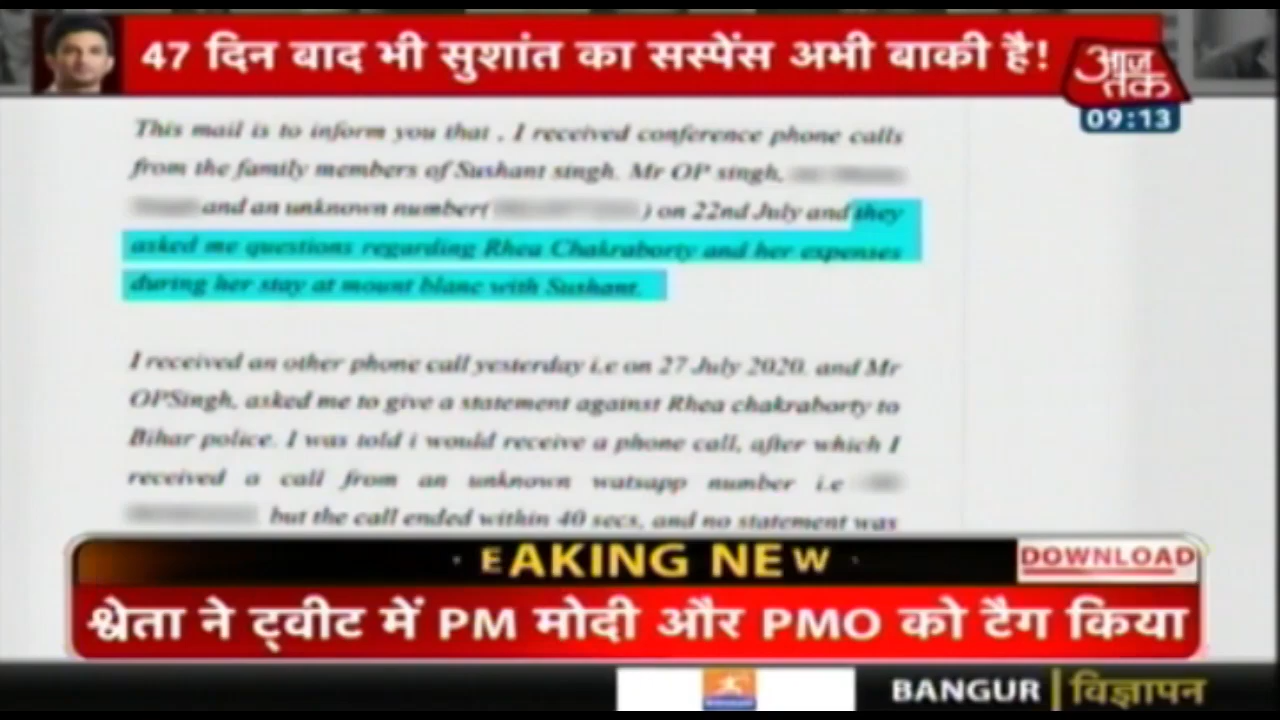 47 दिन बाद भी सुशांत का सस्पेंस अभी बाकी है!
आज तक
09:13
This mail is to inform you that . I received conference phone calls
from the family members of Sushant singh. Mr OP singh,
and an unknown number( ) on 22nd July and they
asked me questions regarding Rhea Chakraborty and her expenses
during her stay at mount blanc with Sushant.
I received an other phone call yesterday i.e on 27 July 2020. and Mr
OPSingh, asked me to give a statement against Rhea chakraborty to
Bihar police. I was told i would receive a phone call, after which I
received a call from an unknown watsapp number i.e
but the call ended within 40 secs, and no statement was
EAKING NEW
DOWNLOAD
श्वेता ने ट्वीट में PM मोदी और PMO को टैग किया
BANGUR | विज्ञापन